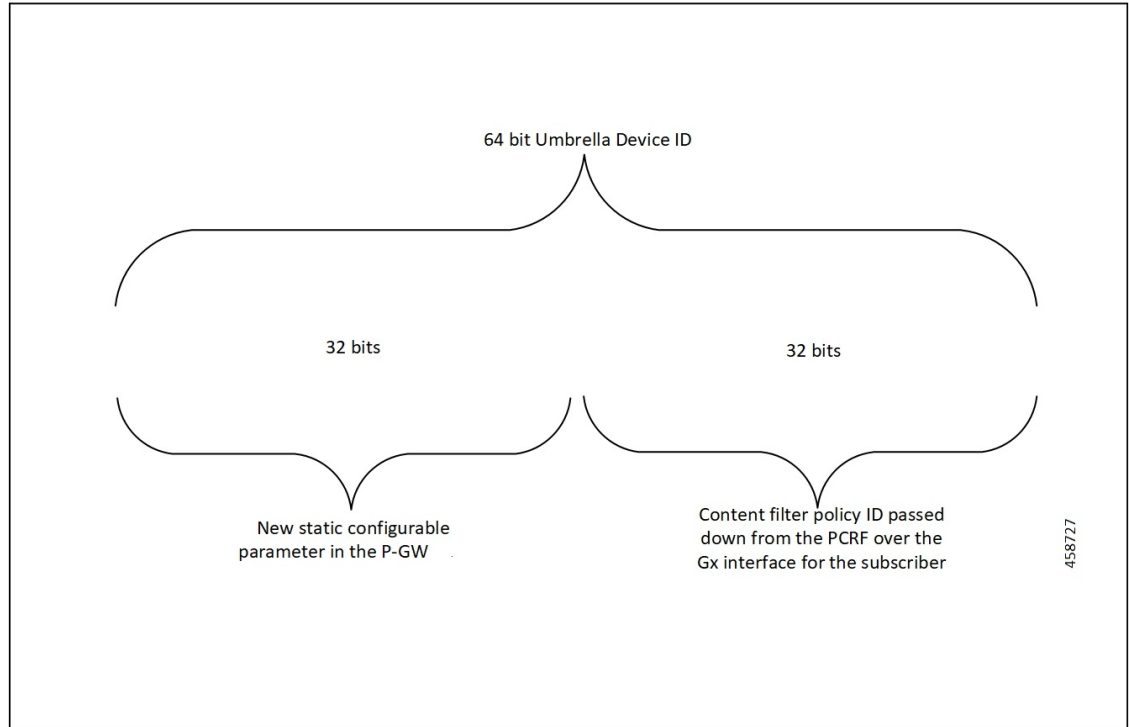 64 bit Umbrella Device ID
32 bits
32 bits
New static configurable
parameter in the P-GW
Content filter policy ID passed
down from the PCRF over the
Gx interface for the subscriber
458727